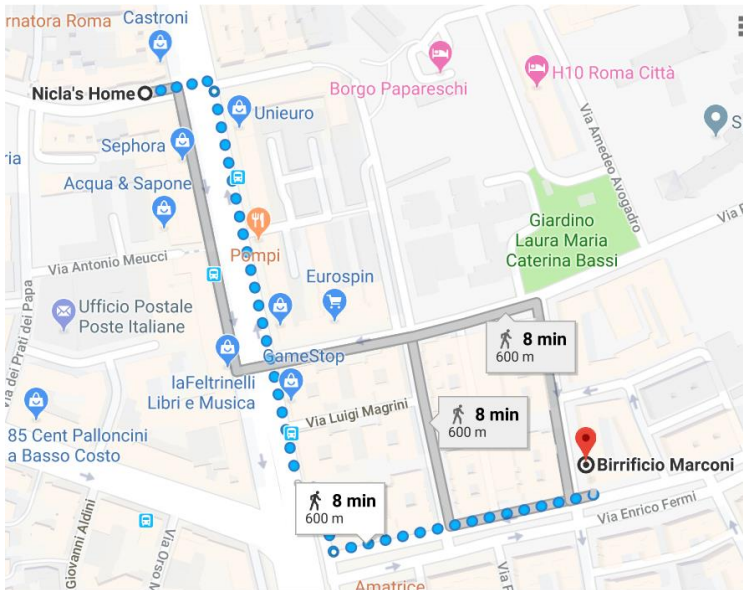 rnatora Roma
Castroni
Nicla's Home
Unieuro
Borgo Papareschi
H10 Roma Città
Via Amedeo Avogadro
S
Sephora
ria
Acqua & Sapone
Pompi
Giardino
Laura Maria
Caterina Bassi
Via Antonio Meucci
Eurospin
Ufficio Postale
Poste Italiane
Via dei Prati dei Papa
GameStop
8 min
600 m
laFeltrinelli
Libri e Musica
Via Luigi Magrini
8 min
600 m
85 Cent Palloncini
a Basso Costo
Birrificio Marconi
8 min
600 m
Via Enrico Fermi
Giovanni Aldini
Via Orso M
Amatrice